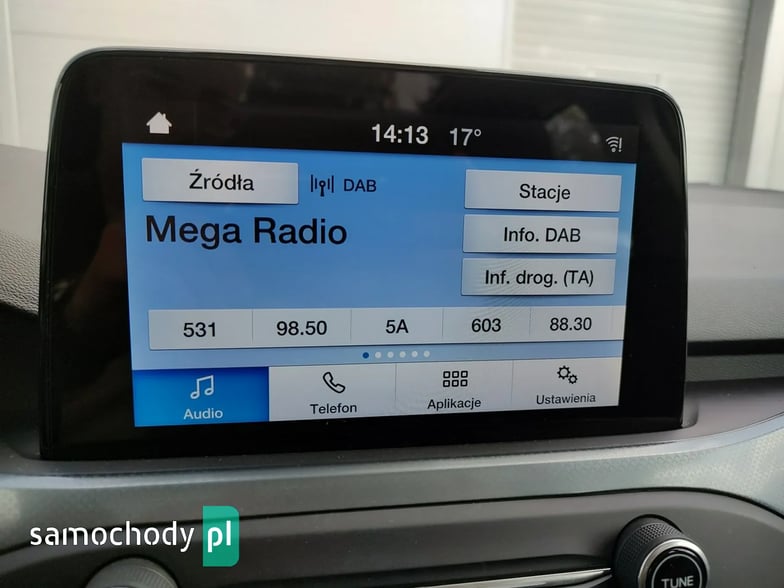 14:13 17°
Źródła
DAB
Stacje
Mega Radio
Info. DAB
Inf. drog. (TA)
531 98.50 5A 603 88.30
Audio Telefon Aplikacje Ustawienia
samochody pl
TUNE